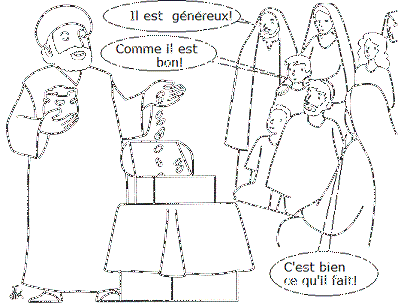 Il est généreux!
Comme il est
bon!
C'est bien
ce qu'il fait!